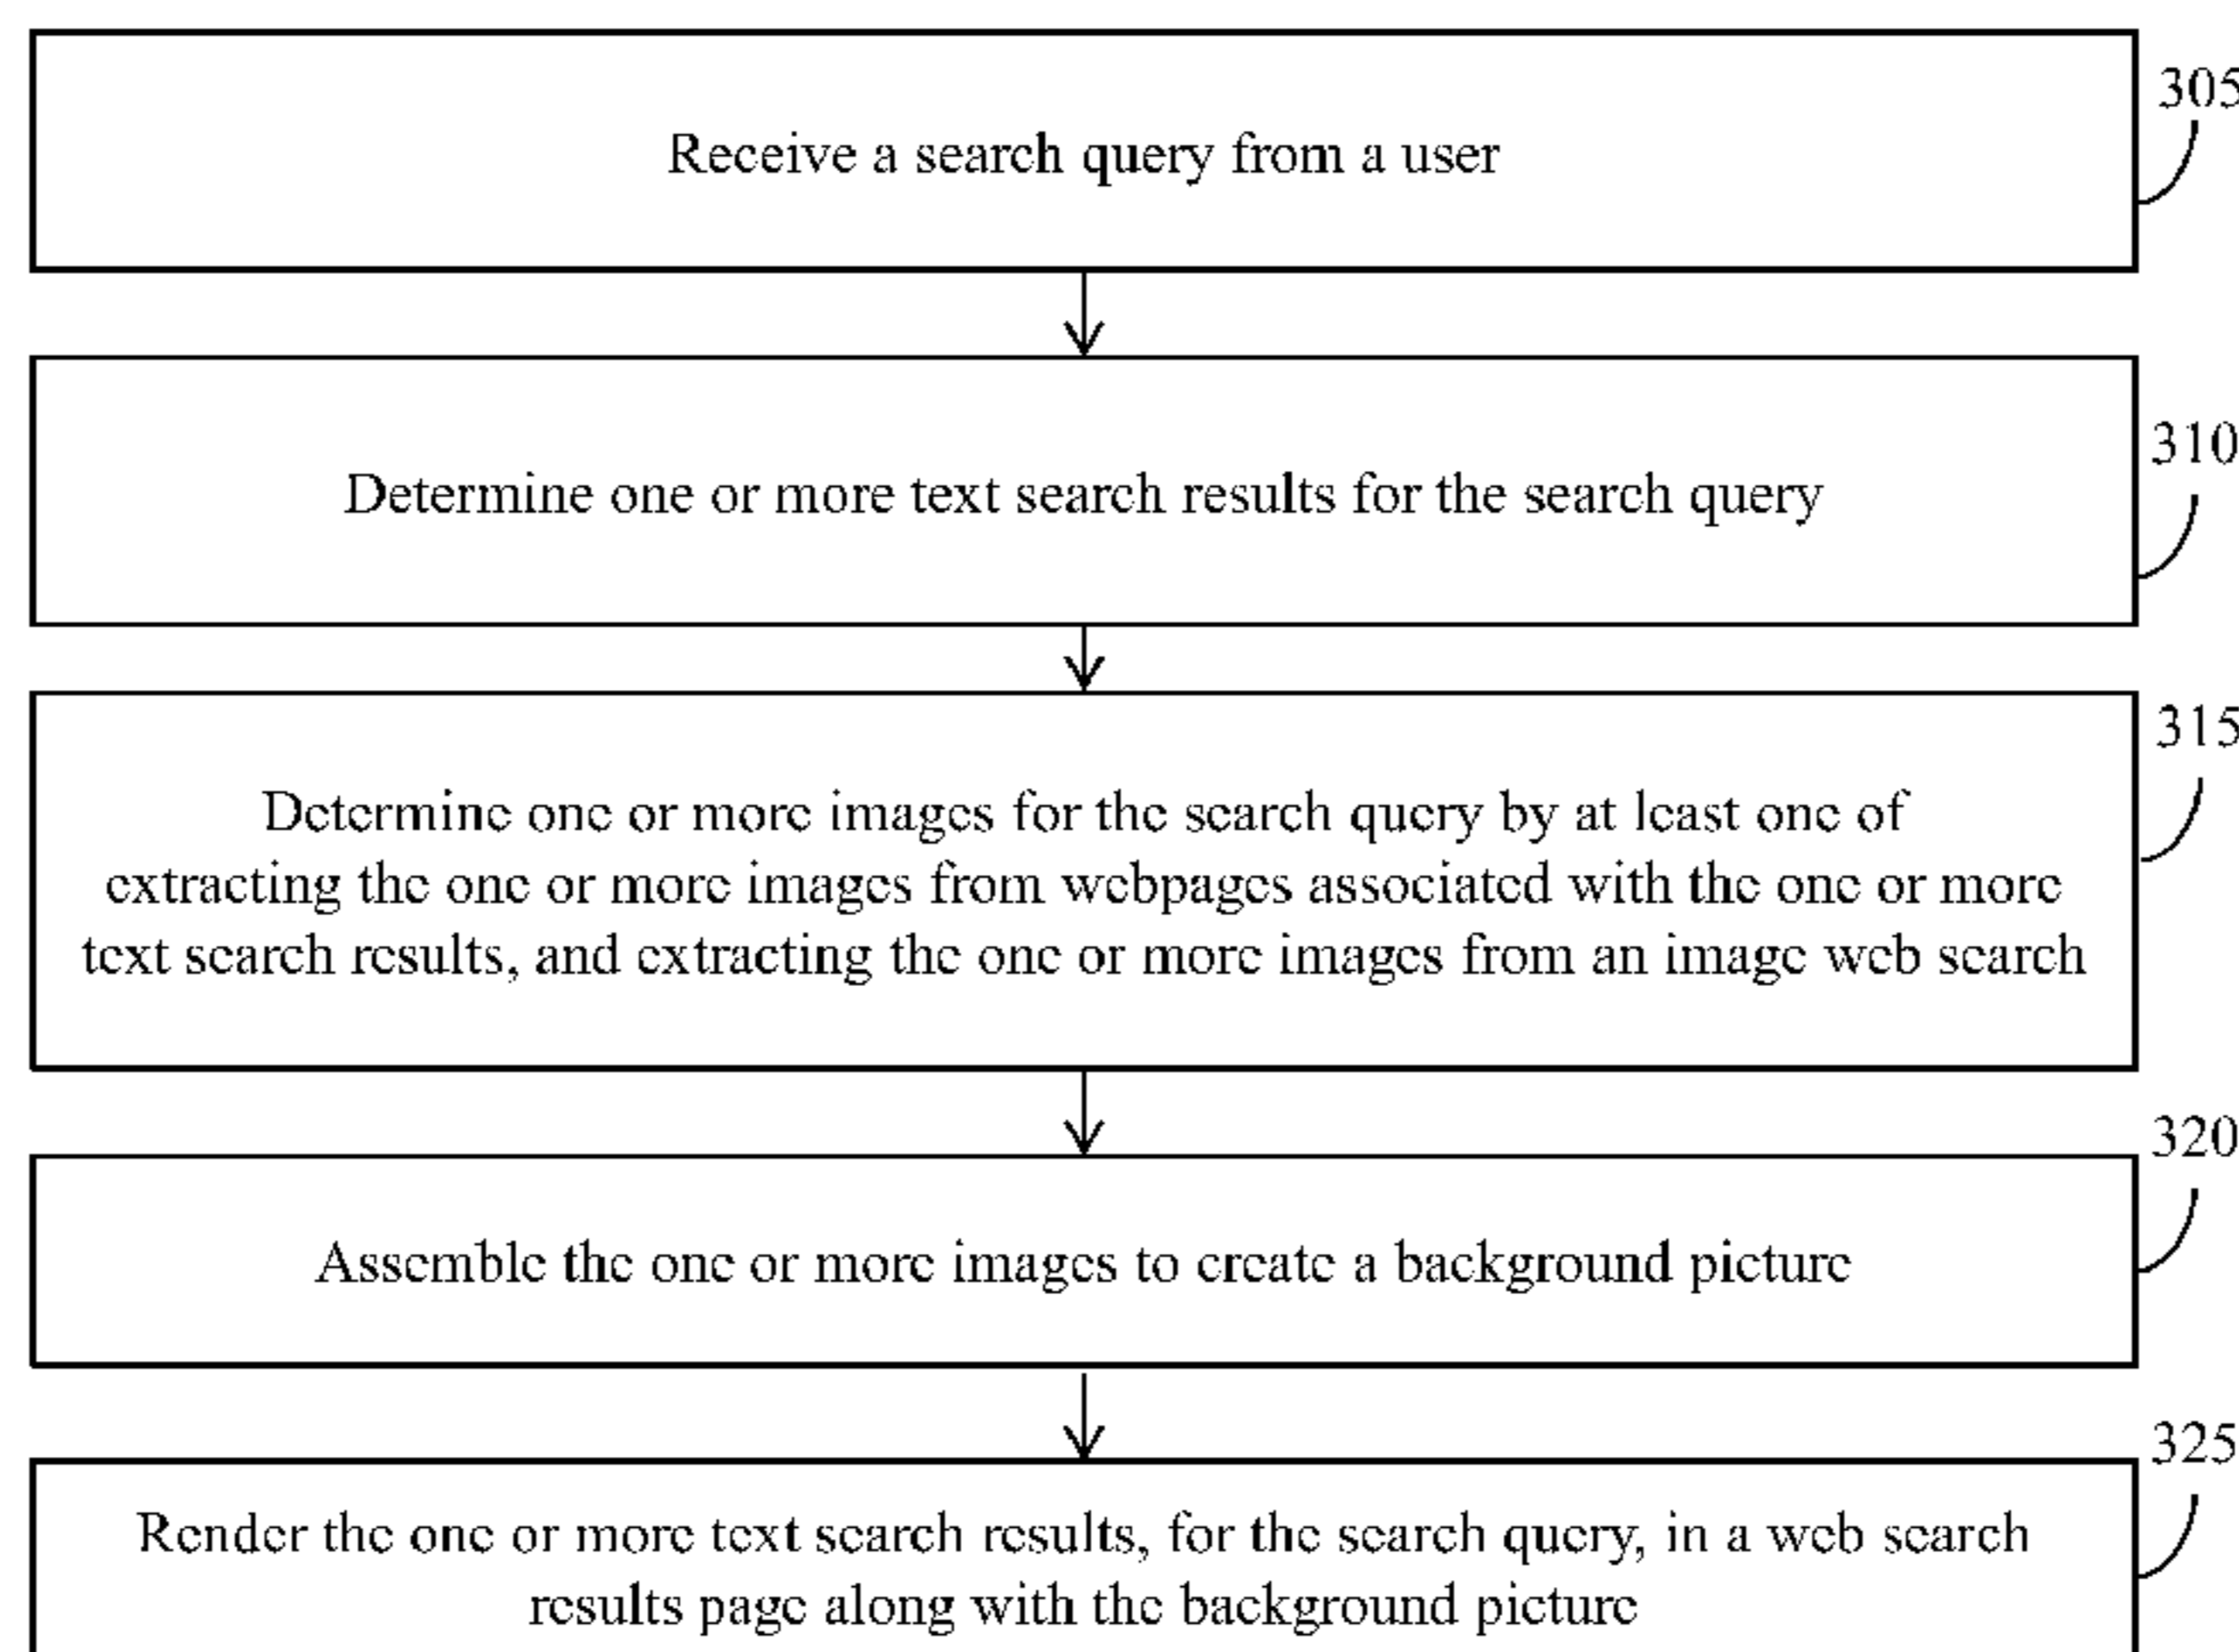 305
Receive a search query from a user
310
Determine one or more text search results for the search query
315
Determine one or more images for the search query by at least one of
extracting the one or more images from webpages associated with the one or more
text search results, and extracting the one or more images from an image web search
320
Assemble the one or more images to create a background picture
325
Render the one or more text search results, for the search query, in a web search
results page along with the background picture